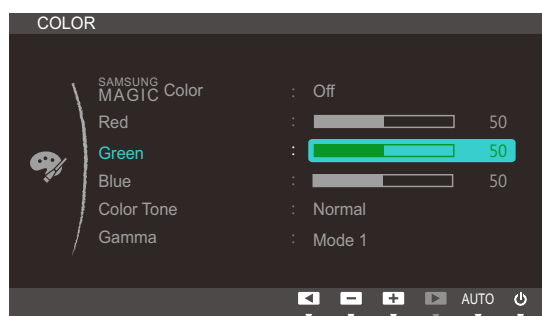 COLOR
SAMSUNG MAGIC Color : Off
Red : 50
Green : 50
Blue : 50
Color Tone : Normal
Gamma : Mode 1
AUTO